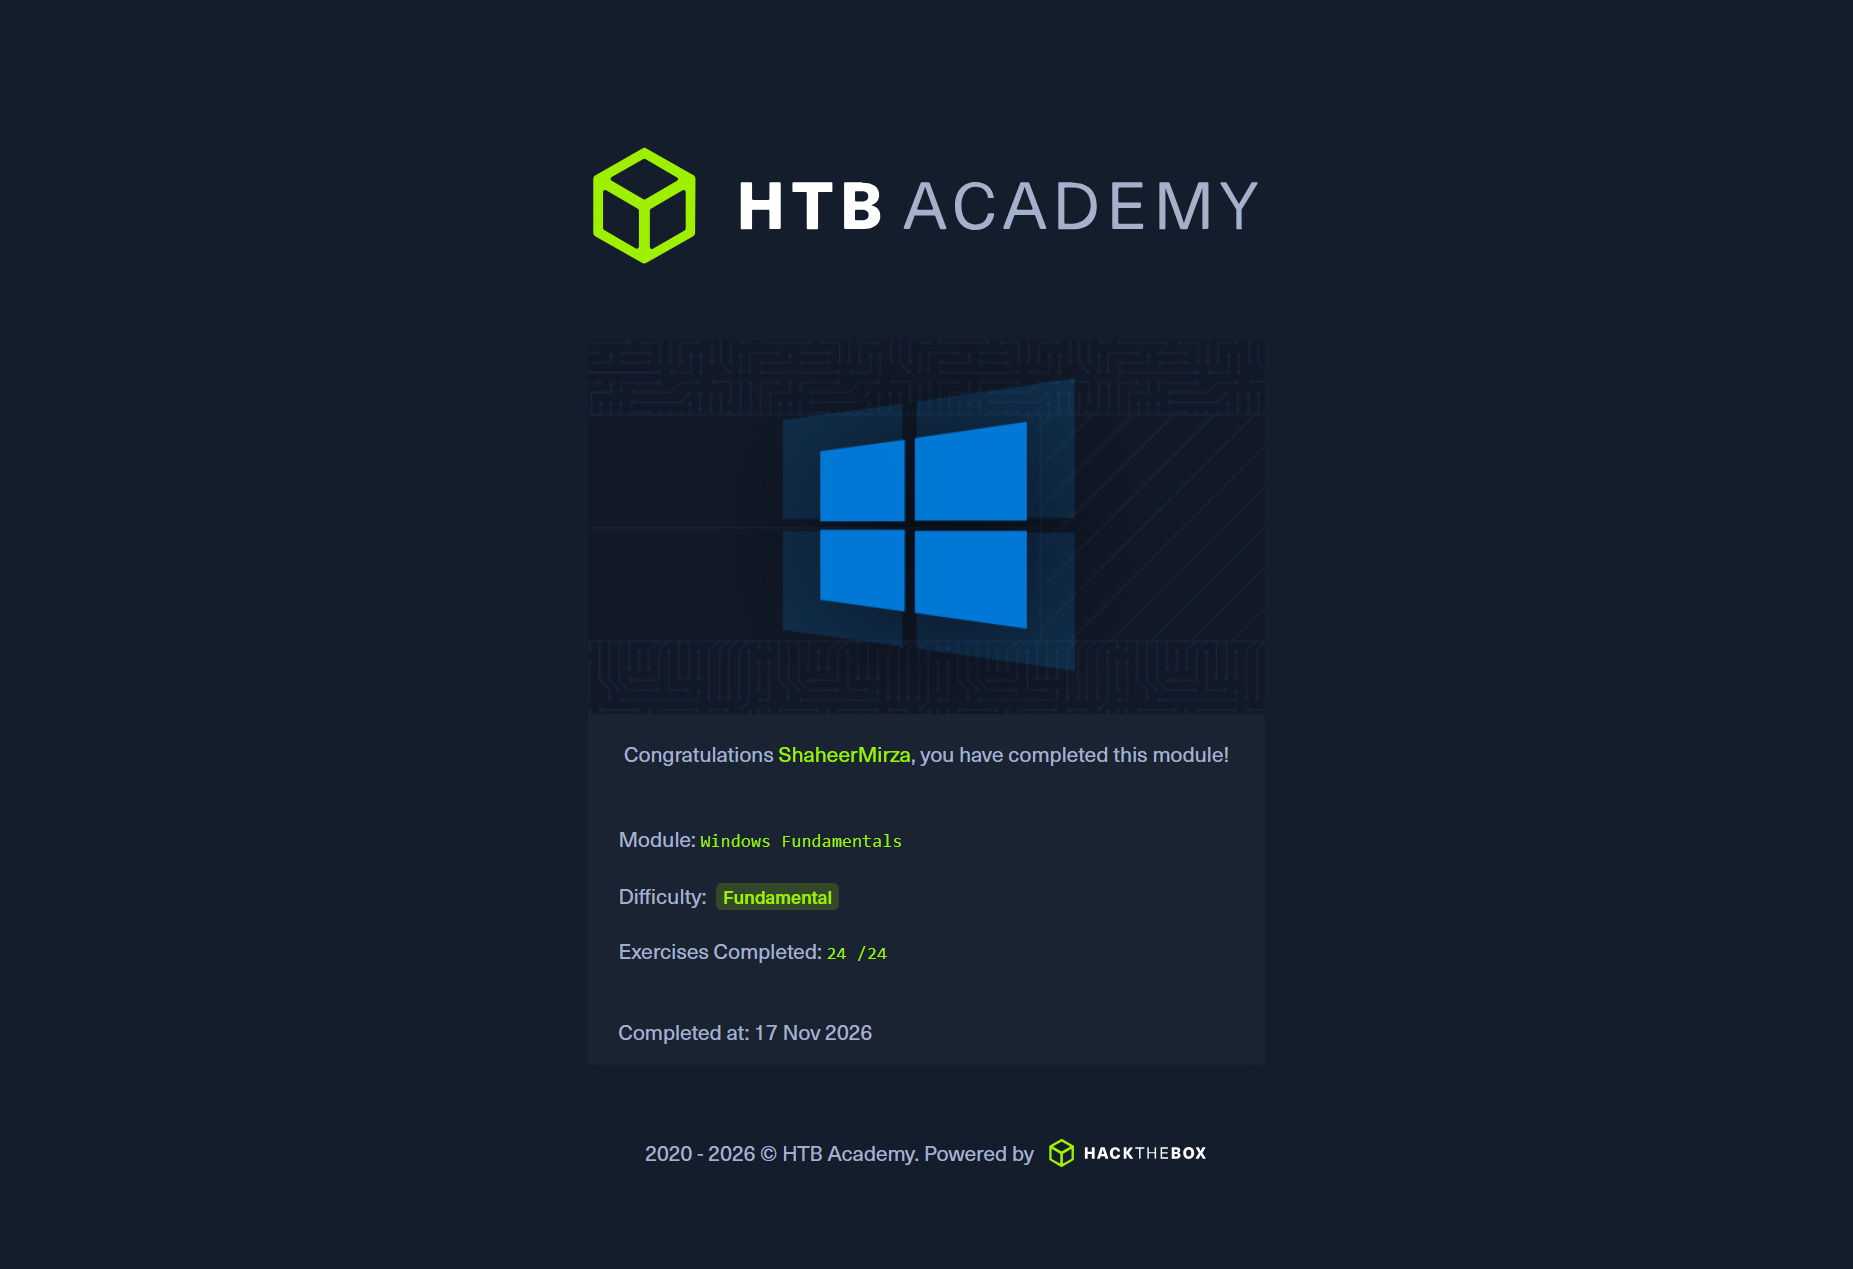 HTB ACADEMY
Congratulations ShaheerMirza, you have completed this module!
Module: Windows Fundamentals
Difficulty: Fundamental
Exercises Completed: 24 /24
Completed at: 17 Nov 2026
2020 - 2026 © HTB Academy. Powered by HACKTHEBOX